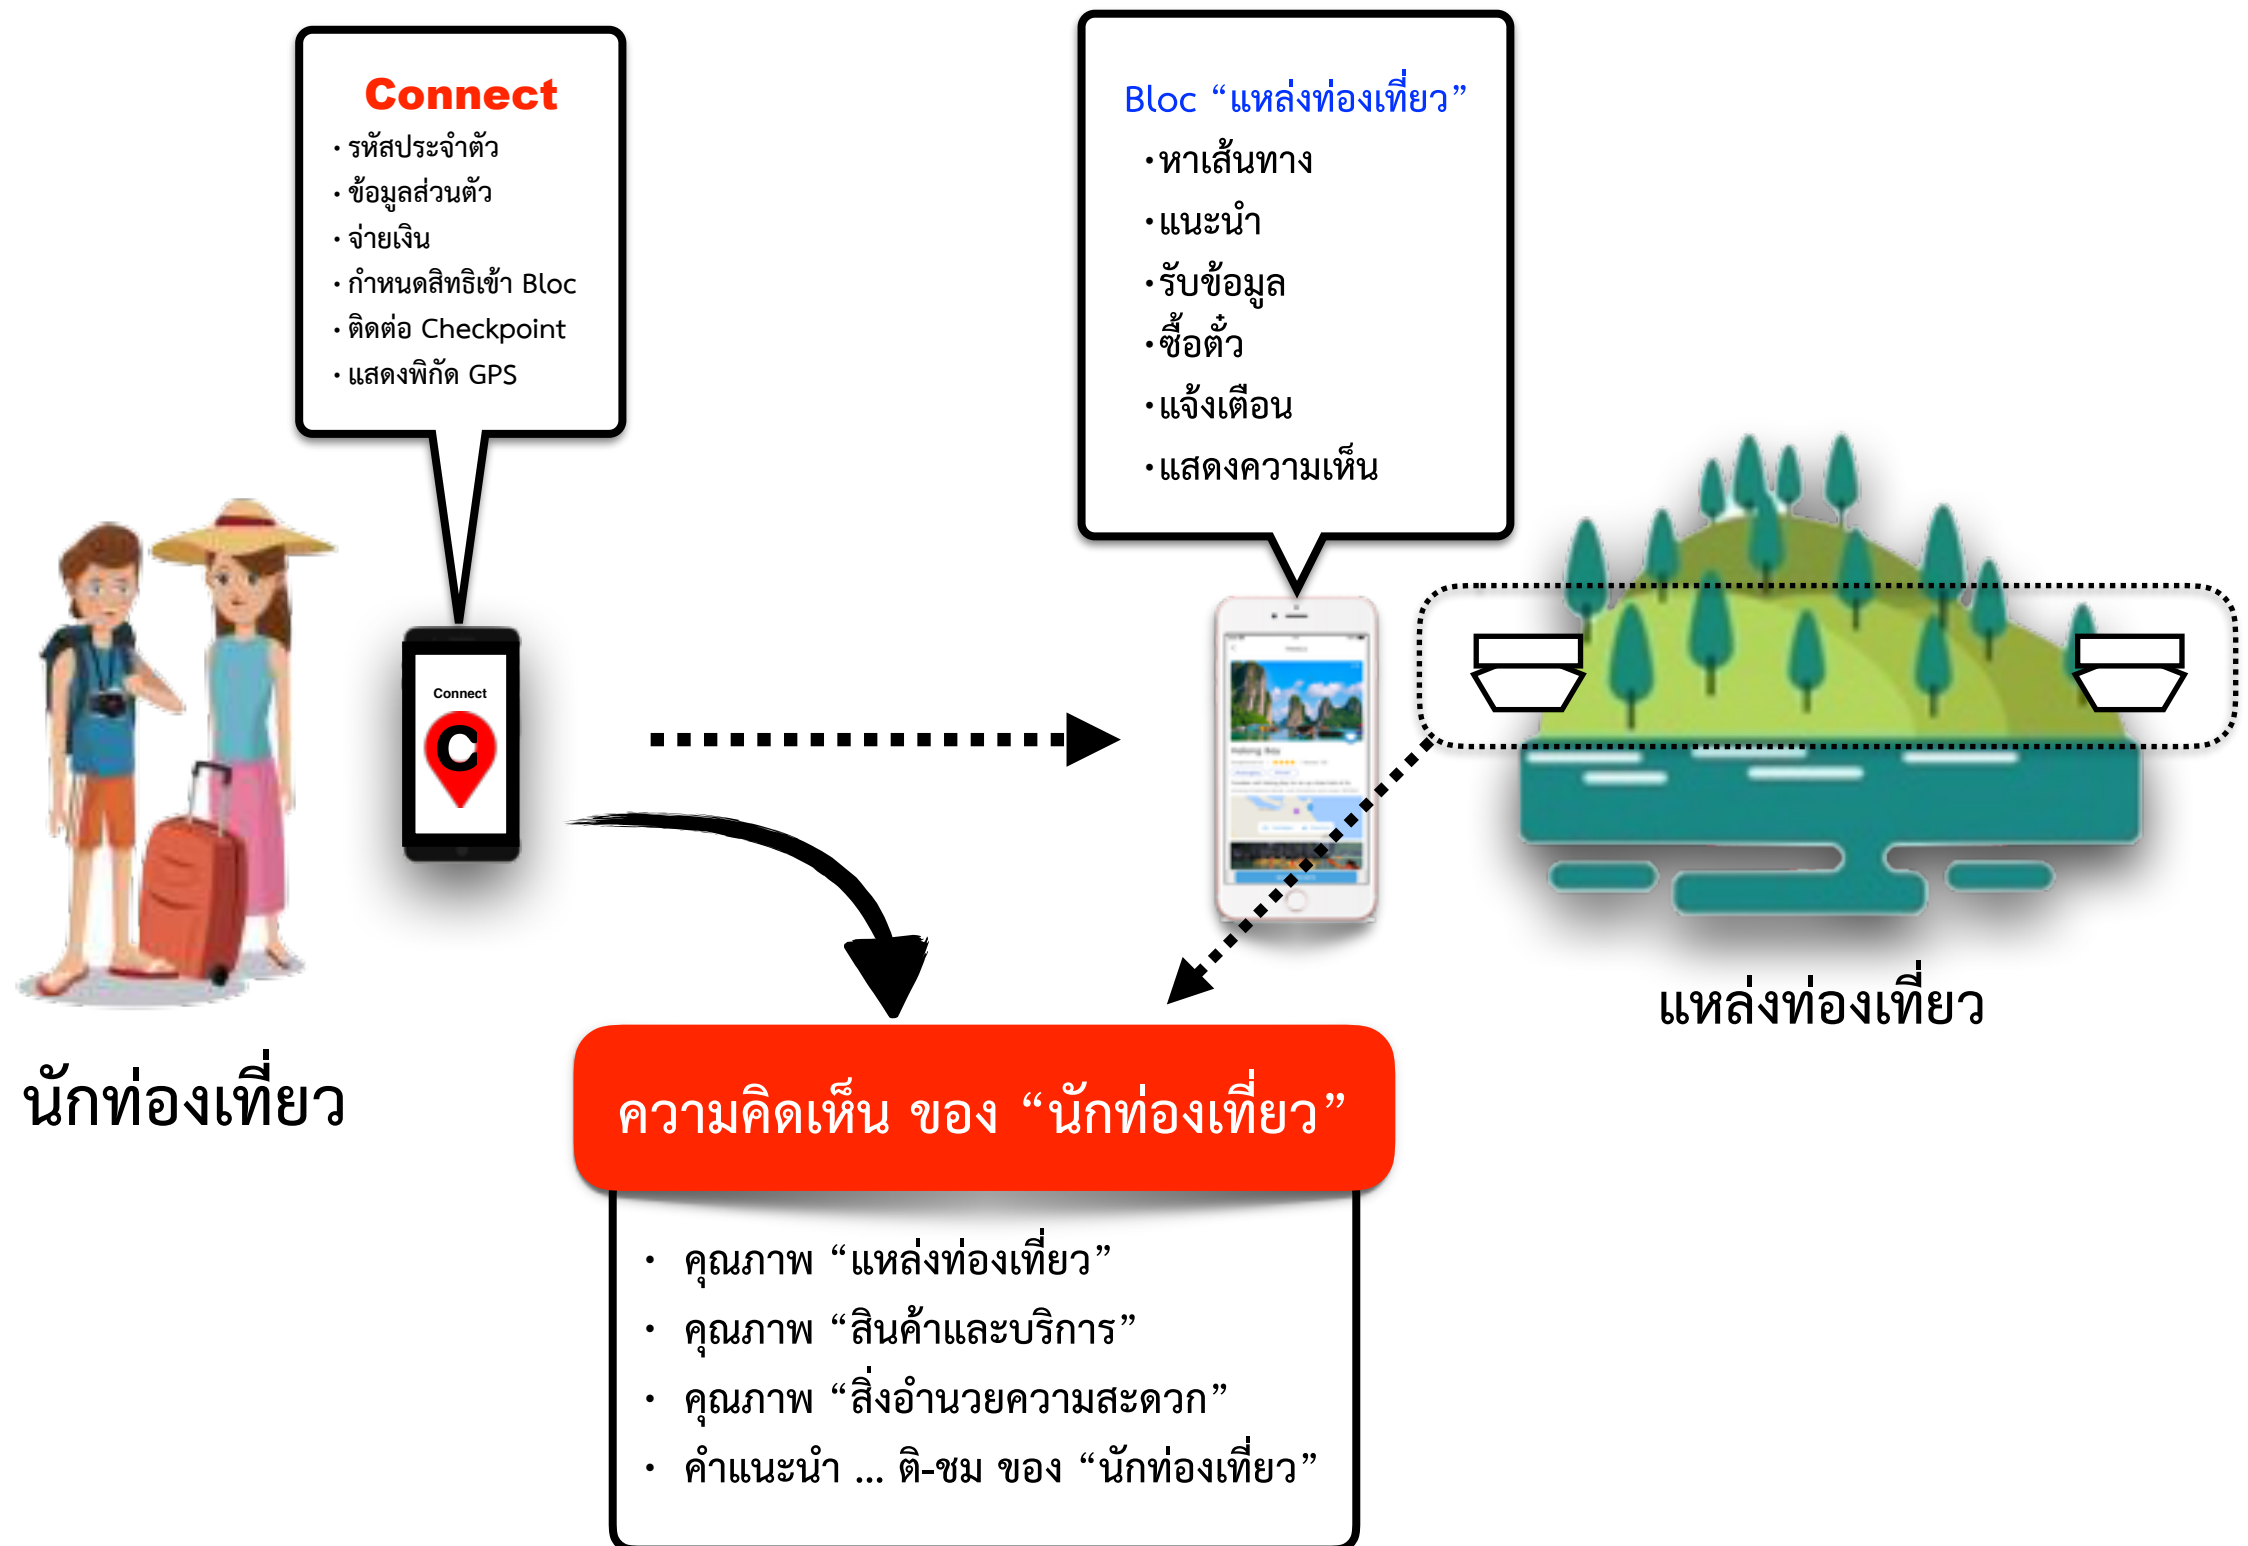 Connect
· รหัสประจำตัว
· ข้อมูลส่วนตัว
· จ่ายเงิน
· กำหนดสิทธิเข้า Bloc
· ติดต่อ Checkpoint
· แสดงพิกัด GPS
Bloc “แหล่งท่องเที่ยว”
·หาเส้นทาง
·แนะนำ
·รับข้อมูล
·ซื้อตั๋ว
·แจ้งเตือน
·แสดงความเห็น
Connect
C
Halong Bay
แหล่งท่องเที่ยว
นักท่องเที่ยว
ความคิดเห็น ของ “นักท่องเที่ยว”
· คุณภาพ “แหล่งท่องเที่ยว”
· คุณภาพ “สินค้าและบริการ”
· คุณภาพ “สิ่งอำนวยความสะดวก”
· คำแนะนำ ... ติ-ชม ของ “นักท่องเที่ยว”